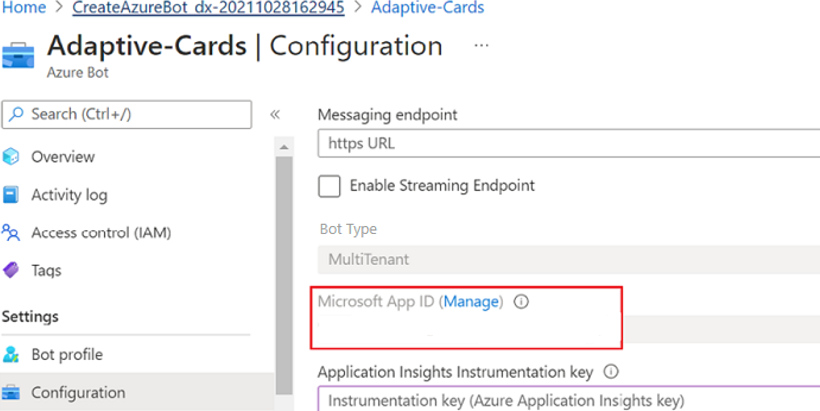 Home > CreateAzureBot_dx-20211028162945 > Adaptive-Cards
Adaptive-Cards | Configuration ...
Azure Bot
Search (Ctrl+/)
«
Overview
Activity log
Access control (IAM)
Tags
Settings
Bot profile
Configuration
Messaging endpoint
https URL
Enable Streaming Endpoint
Bot Type
MultiTenant
Microsoft App ID (Manage)
Application Insights Instrumentation key
Instrumentation key (Azure Application Insights key)